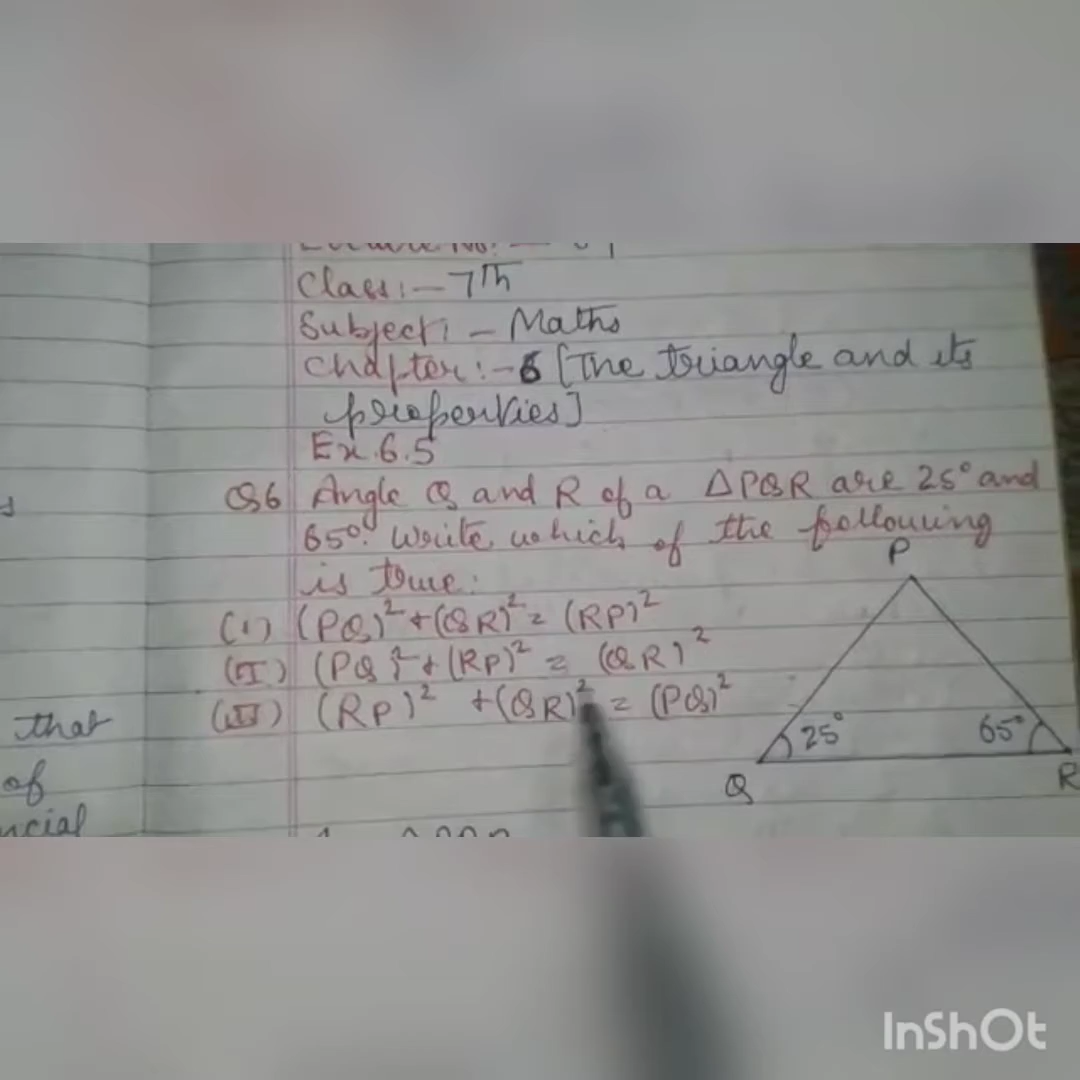 Class:- 7th
Subject:- Maths
Chapter:-6 [The triangle and its
properties]
Ex.6.5
Q6 Angle Q and R of a △PQR are 25° and
65°. Write which of the following
is true:
(I) (PQ)²+(QR)²= (RP)²
(II) (PQ)²+(RP)² = (QR)²
(III) (RP)² +(QR)² = (PQ)²
P
25°
65°
Q
R
s
that
of
ncial
InShOt